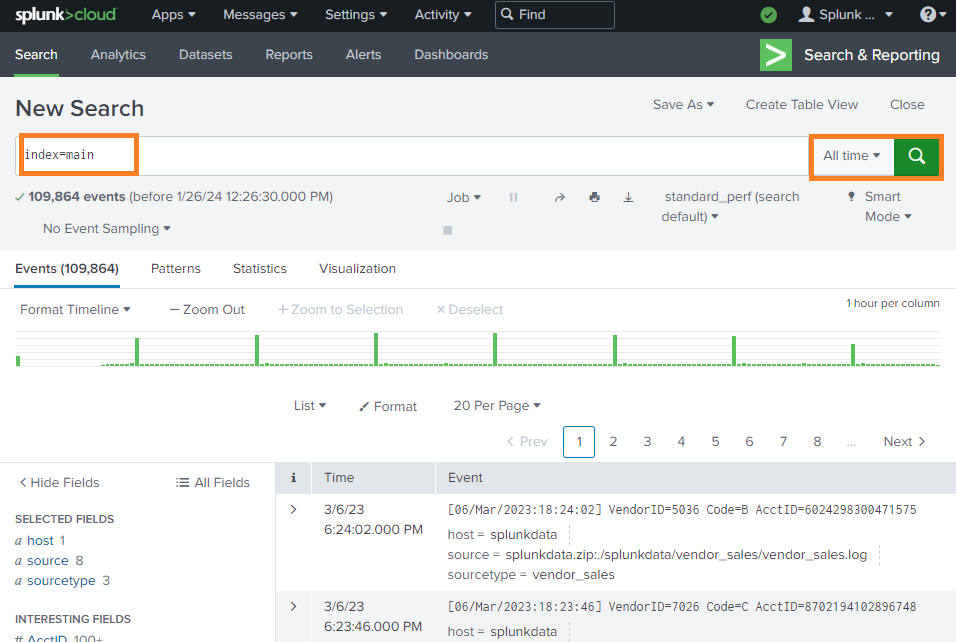 splunk>cloud Apps Messages Settings Activity Find Splunk ... ?
Search Analytics Datasets Reports Alerts Dashboards > Search & Reporting
New Search Save As Create Table View Close
index=main All time
109,864 events (before 1/26/24 12:26:30.000 PM) Job standard_perf (search default) Smart Mode
No Event Sampling
Events (109,864) Patterns Statistics Visualization
Format Timeline — Zoom Out + Zoom to Selection × Deselect 1 hour per column
List Format 20 Per Page
< Prev 1 2 3 4 5 6 7 8 ... Next >
< Hide Fields All Fields
SELECTED FIELDS
a host 1
a source 8
a sourcetype 3
INTERESTING FIELDS
# AcctID 100+
i Time Event
> 3/6/23 [06/Mar/2023:18:24:02] VendorID=5036 Code=B AcctID=6024298300471575
6:24:02.000 PM host = splunkdata
source = splunkdata.zip:./splunkdata/vendor_sales/vendor_sales.log
sourcetype = vendor_sales
> 3/6/23 [06/Mar/2023:18:23:46] VendorID=7026 Code=C AcctID=8702194102896748
6:23:46.000 PM host = splunkdata